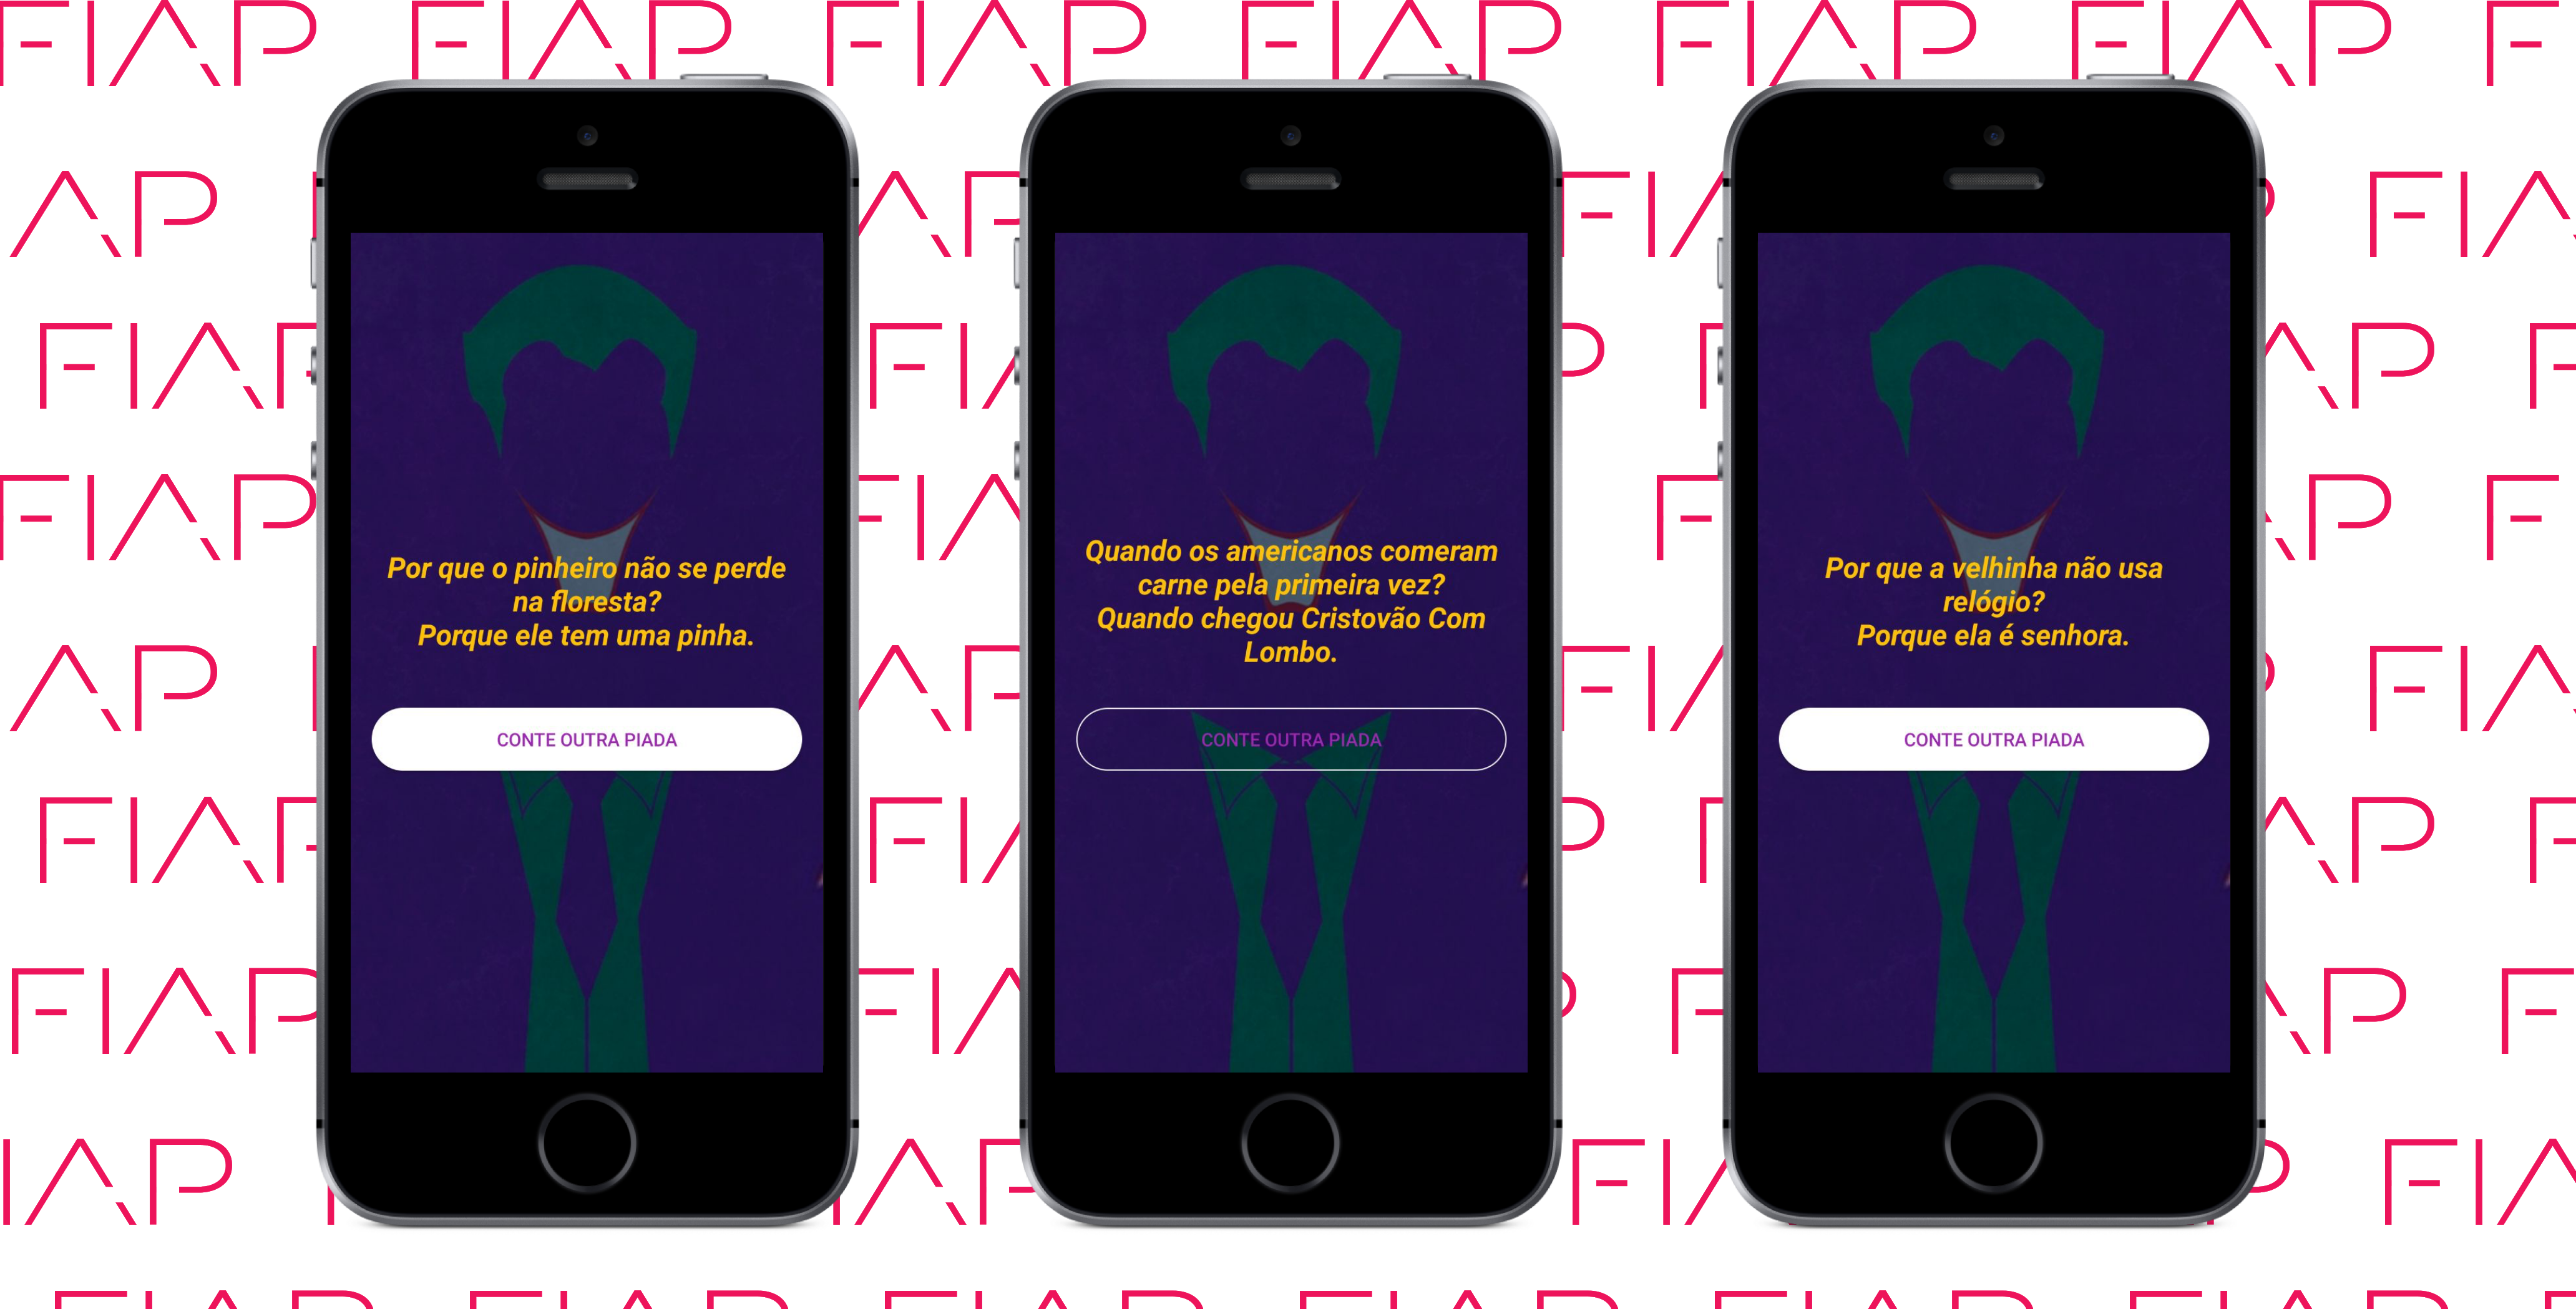 FIAP FIAP FIAP FIAP FIAP FIAP
Por que o pinheiro não se perde
na floresta?
Porque ele tem uma pinha.
CONTE OUTRA PIADA
Quando os americanos comeram
carne pela primeira vez?
Quando chegou Cristovão Com
Lombo.
CONTE OUTRA PIADA
Por que a velhinha não usa
relógio?
Porque ela é senhora.
CONTE OUTRA PIADA